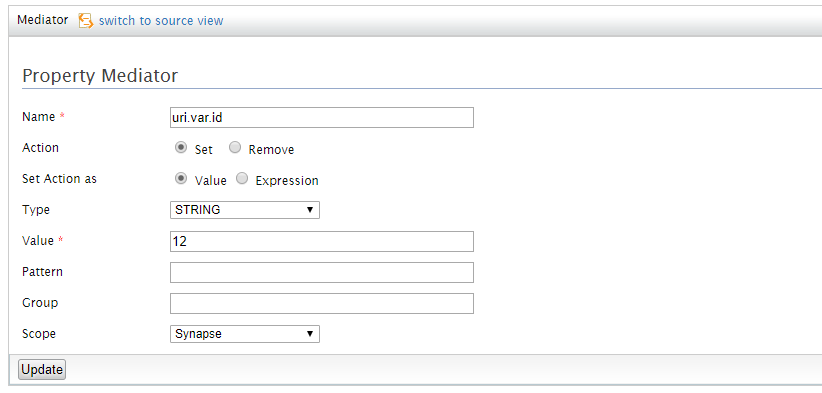 Mediator switch to source view
Property Mediator
Name * uri.var.id
Action Set Remove
Set Action as Value Expression
Type STRING
Value * 12
Pattern
Group
Scope Synapse
Update